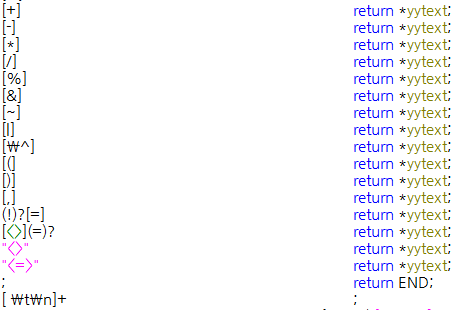 [+] return *yytext;
[-] return *yytext;
[*] return *yytext;
[/] return *yytext;
[%] return *yytext;
[&] return *yytext;
[~] return *yytext;
[|] return *yytext;
[₩^] return *yytext;
[(] return *yytext;
[)] return *yytext;
[,] return *yytext;
(!)?[=] return *yytext;
[<>](=)? return *yytext;
"<>" return *yytext;
"<=>" return *yytext;
; return END;
[ ₩t₩n]+ ;